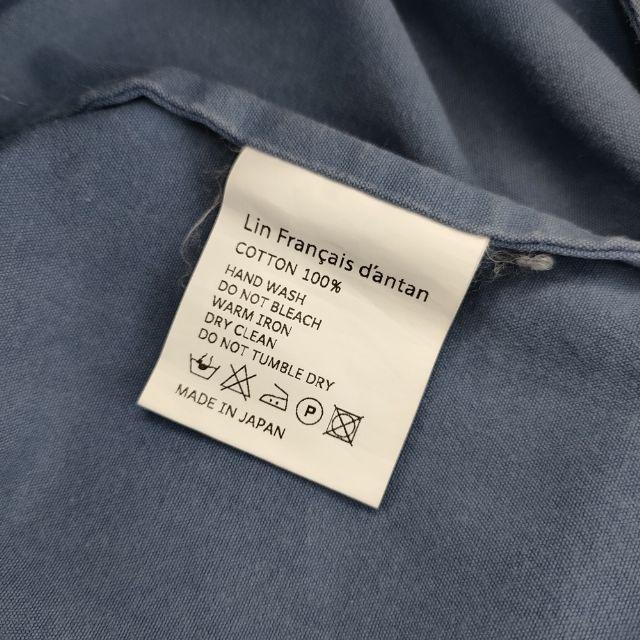 Lin Français d'antan
COTTON 100%
HAND WASH
DO NOT BLEACH
WARM IRON
DRY CLEAN
DO NOT TUMBLE DRY
P
MADE IN JAPAN